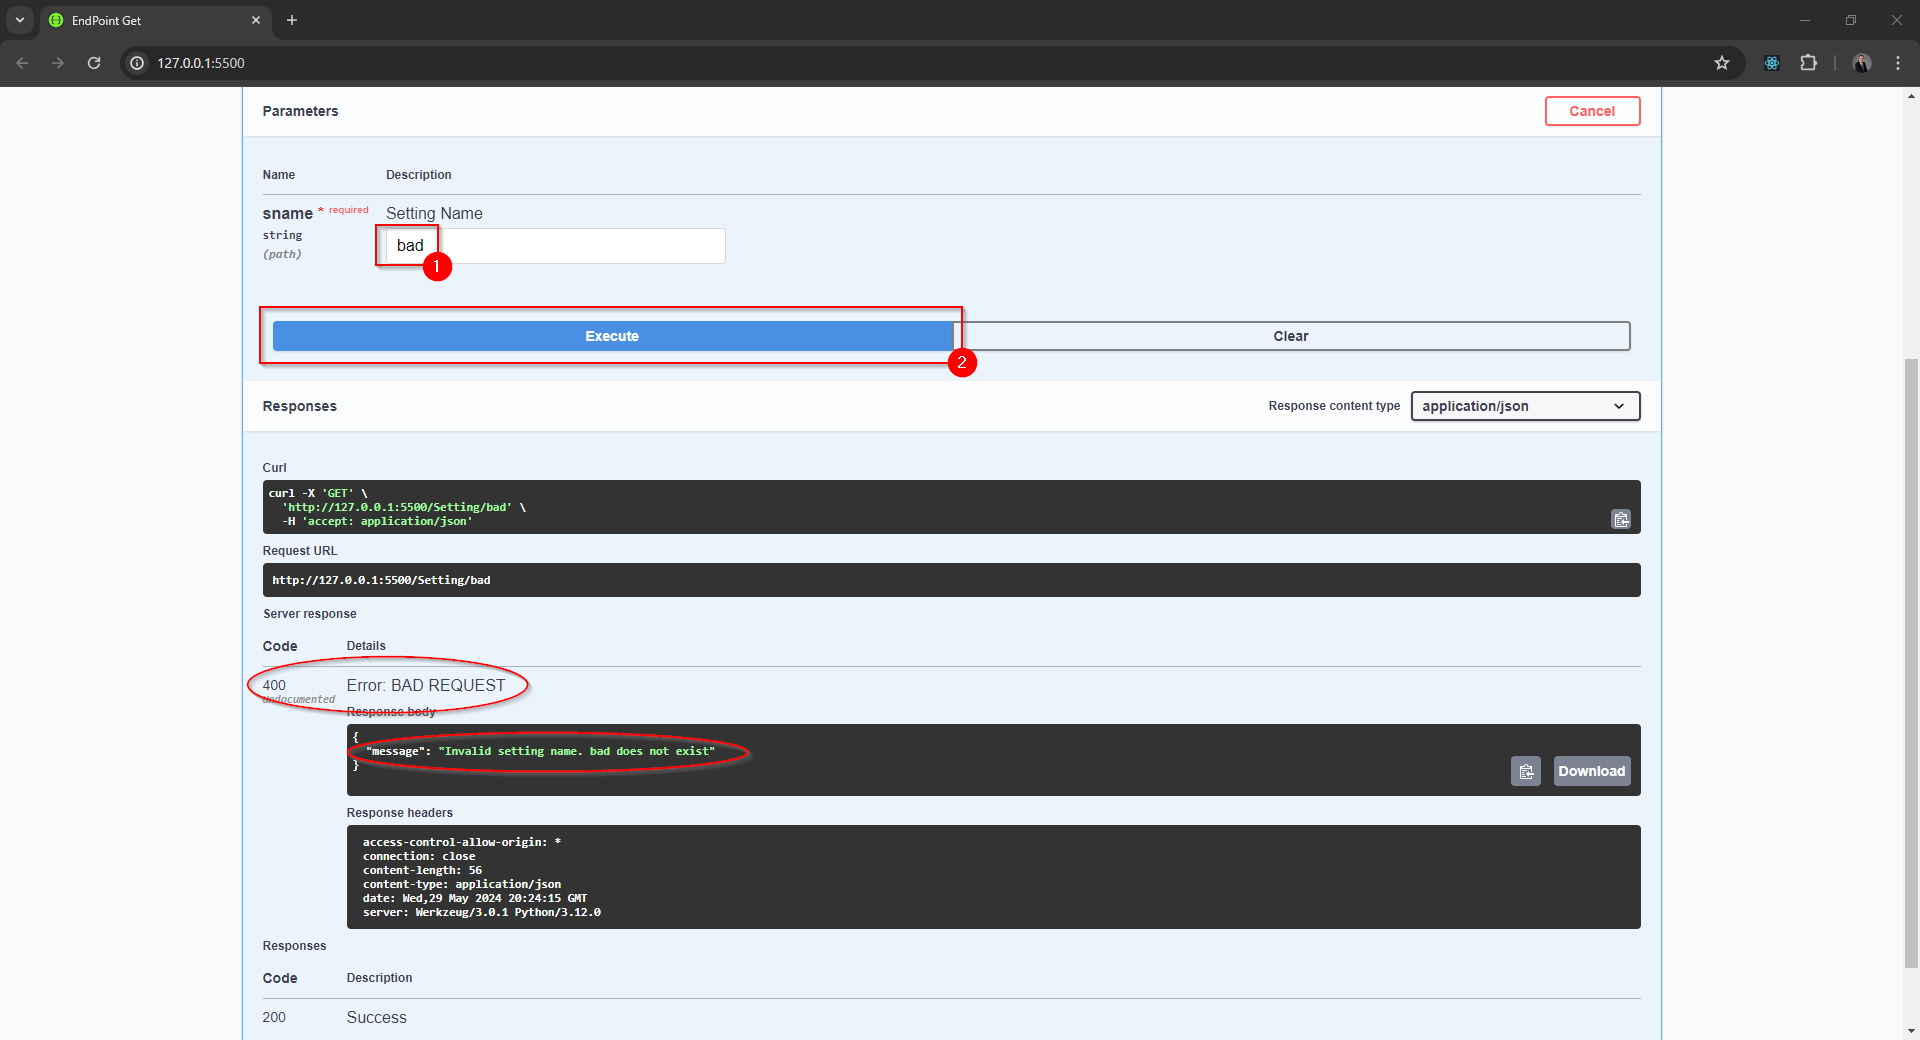 EndPoint Get
127.0.0.1:5500
Parameters
Cancel
Name Description
sname * required Setting Name
string
(path)
bad
1
Execute Clear
2
Responses Response content type application/json
Curl
curl -X 'GET' \
'http://127.0.0.1:5500/Setting/bad' \
-H 'accept: application/json'
Request URL
http://127.0.0.1:5500/Setting/bad
Server response
Code Details
400 Error: BAD REQUEST
Undocumented
Response body
{
"message": "Invalid setting name. bad does not exist"
}
Download
Response headers
access-control-allow-origin: *
connection: close
content-length: 56
content-type: application/json
date: Wed,29 May 2024 20:24:15 GMT
server: Werkzeug/3.0.1 Python/3.12.0
Responses
Code Description
200 Success